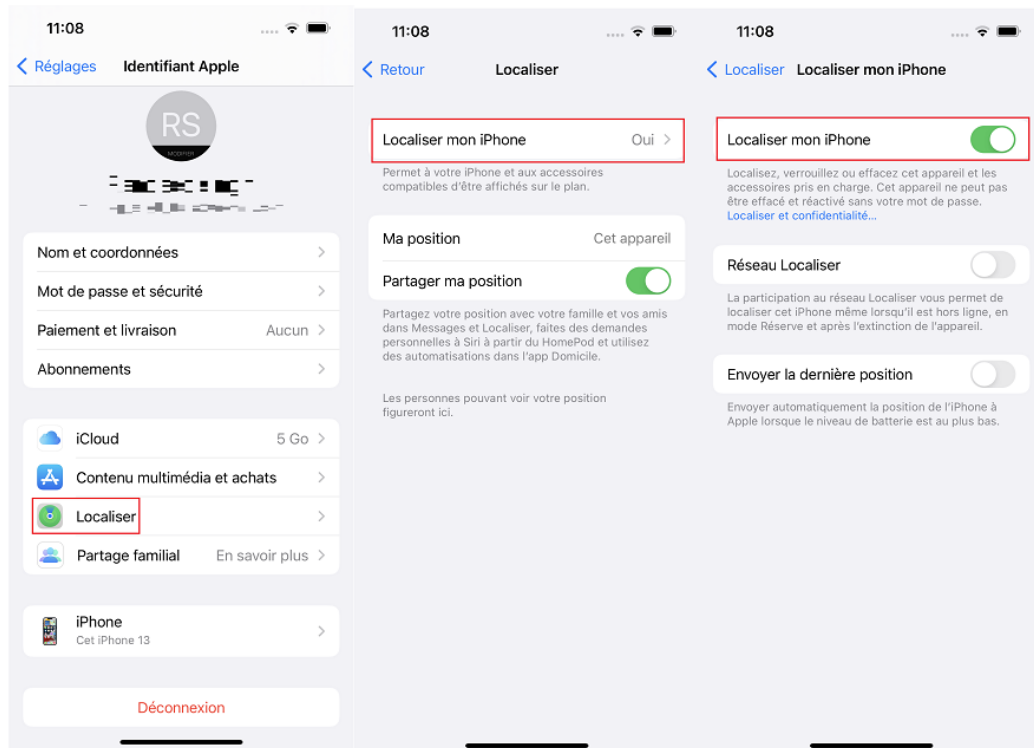 11:08
Réglages
Identifiant Apple
RS
MODIFIER
Nom et coordonnées
Mot de passe et sécurité
Paiement et livraison Aucun
Abonnements
iCloud 5 Go
Contenu multimédia et achats
Localiser
Partage familial En savoir plus
iPhone
Cet iPhone 13
Déconnexion
11:08
Retour
Localiser
Localiser mon iPhone Oui
Permet à votre iPhone et aux accessoires
compatibles d'être affichés sur le plan.
Ma position Cet appareil
Partager ma position
Partagez votre position avec votre famille et vos amis
dans Messages et Localiser, faites des demandes
personnelles à Siri à partir du HomePod et utilisez
des automatisations dans l'app Domicile.
Les personnes pouvant voir votre position
figureront ici.
11:08
Localiser
Localiser mon iPhone
Localiser mon iPhone
Localisez, verrouillez ou effacez cet appareil et les
accessoires pris en charge. Cet appareil ne peut pas
être effacé et réactivé sans votre mot de passe.
Localiser et confidentialité...
Réseau Localiser
La participation au réseau Localiser vous permet de
localiser cet iPhone même lorsqu'il est hors ligne, en
mode Réserve et après l'extinction de l'appareil.
Envoyer la dernière position
Envoyer automatiquement la position de l'iPhone à
Apple lorsque le niveau de batterie est au plus bas.